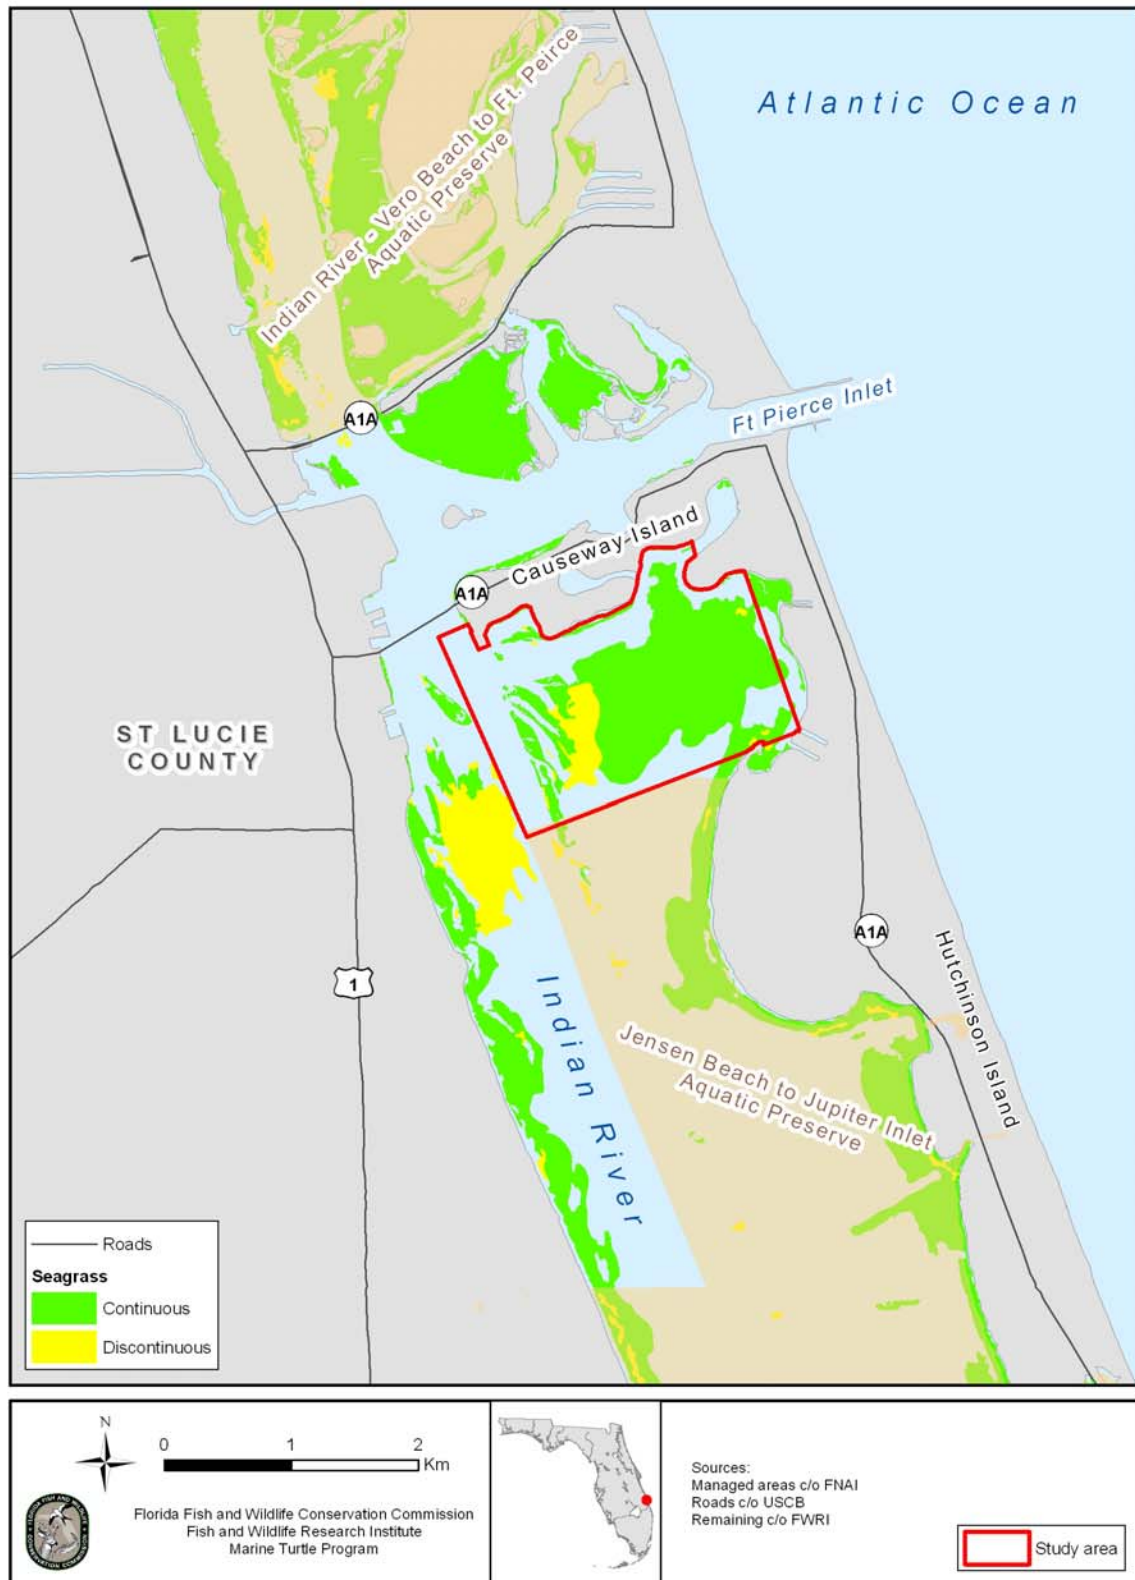 Atlantic Ocean
Indian River - Vero Beach to Ft. Peirce
Aquatic Preserve
Ft Pierce Inlet
A1A
Causeway Island
A1A
ST LUCIE
COUNTY
A1A
Hutchinson Island
1
Indian River
Jensen Beach to Jupiter Inlet
Aquatic Preserve
Roads
Seagrass
Continuous
Discontinuous
N
0 1 2
Km
Florida Fish and Wildlife Conservation Commission
Fish and Wildlife Research Institute
Marine Turtle Program
Sources:
Managed areas c/o FNAI
Roads c/o USCB
Remaining c/o FWRI
Study area